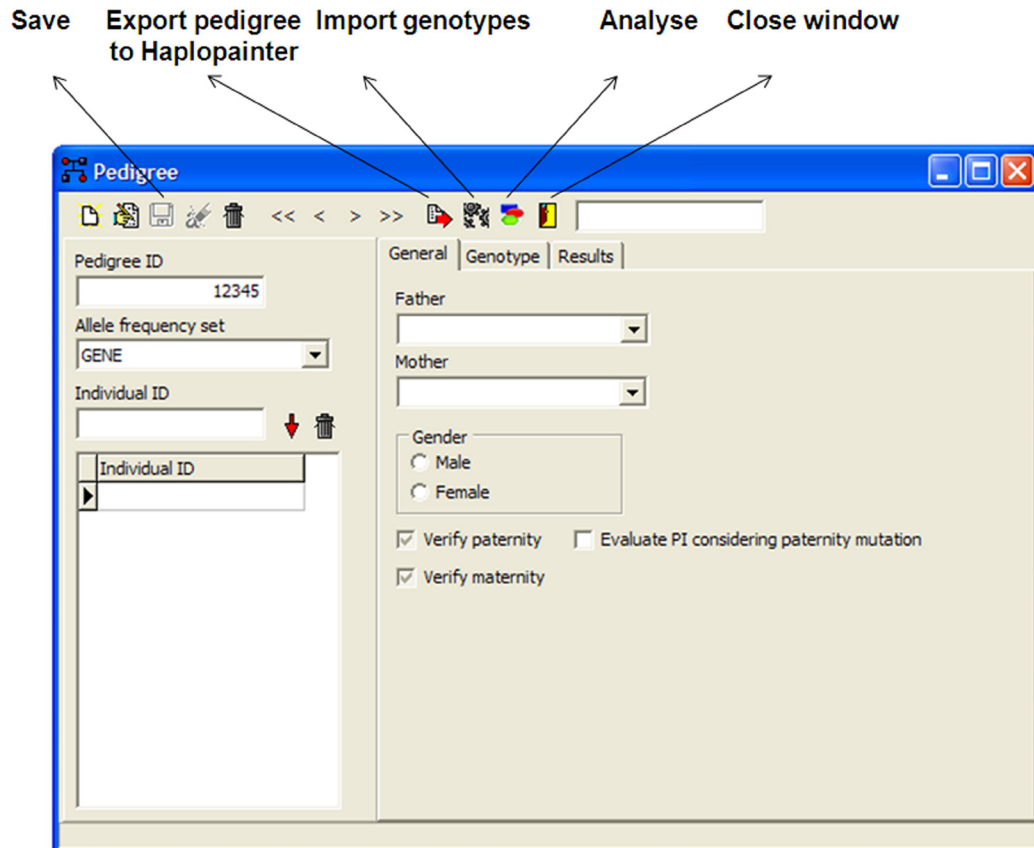 Save Export pedigree Import genotypes Analyse Close window
to Haplopainter
Pedigree
<< < > >>
General Genotype Results
Pedigree ID
12345
Father
Allele frequency set
GENE
Mother
Individual ID
Gender
Male
Individual ID
Female
Verify paternity Evaluate PI considering paternity mutation
Verify maternity